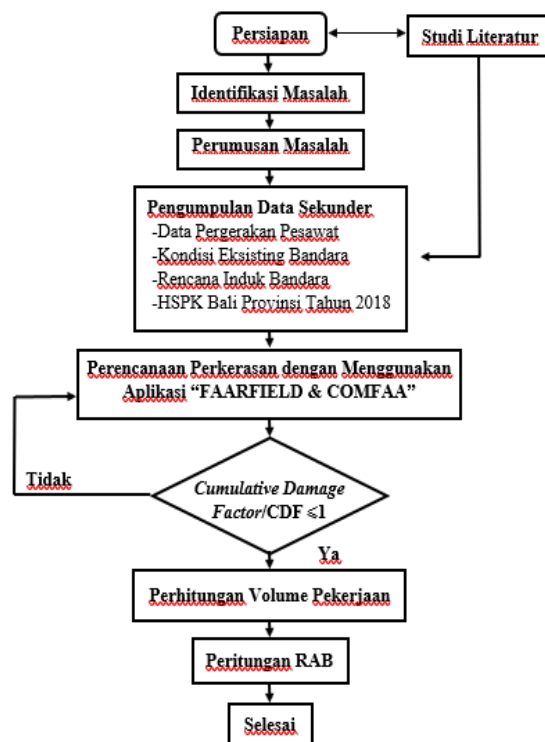 Persiapan
Studi Literatur
Identifikasi Masalah
Perumusan Masalah
Pengumpulan Data Sekunder
-Data Pergerakan Pesawat
-Kondisi Eksisting Bandara
-Rencana Induk Bandara
-HSPK Bali Provinsi Tahun 2018
Perencanaan Perkerasan dengan Menggunakan
Aplikasi “FAARFIELD & COMFAA”
Tidak
Cumulative Damage
Factor/CDF ≤1
Ya
Perhitungan Volume Pekerjaan
Peritungan RAB
Selesai